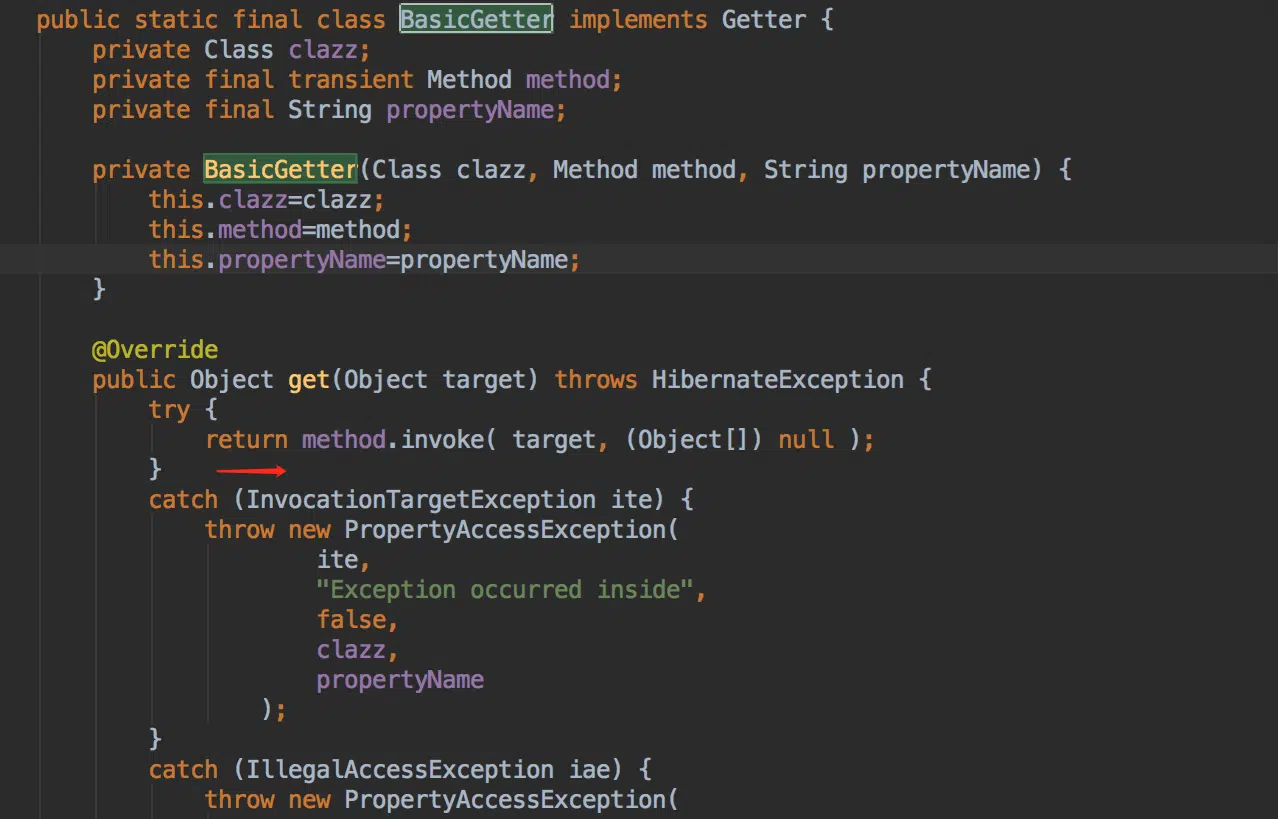 public static final class BasicGetter implements Getter {
private Class clazz;
private final transient Method method;
private final String propertyName;
private BasicGetter(Class clazz, Method method, String propertyName) {
this.clazz=clazz;
this.method=method;
this.propertyName=propertyName;
}
@Override
public Object get(Object target) throws HibernateException {
try {
return method.invoke( target, (Object[]) null );
}
catch (InvocationTargetException ite) {
throw new PropertyAccessException(
ite,
"Exception occurred inside",
false,
clazz,
propertyName
);
}
catch (IllegalAccessException iae) {
throw new PropertyAccessException(